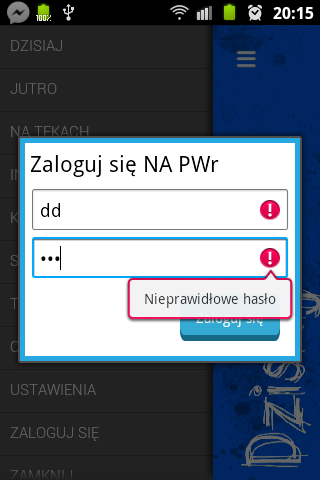 100%
20:15
DZISIAJ
JUTRO
NA TEKACH
Zaloguj się NA PWr
dd
•••
Nieprawidłowe hasło
Zaloguj się
USTAWIENIA
ZALOGUJ SIĘ
ZAMKNIJ